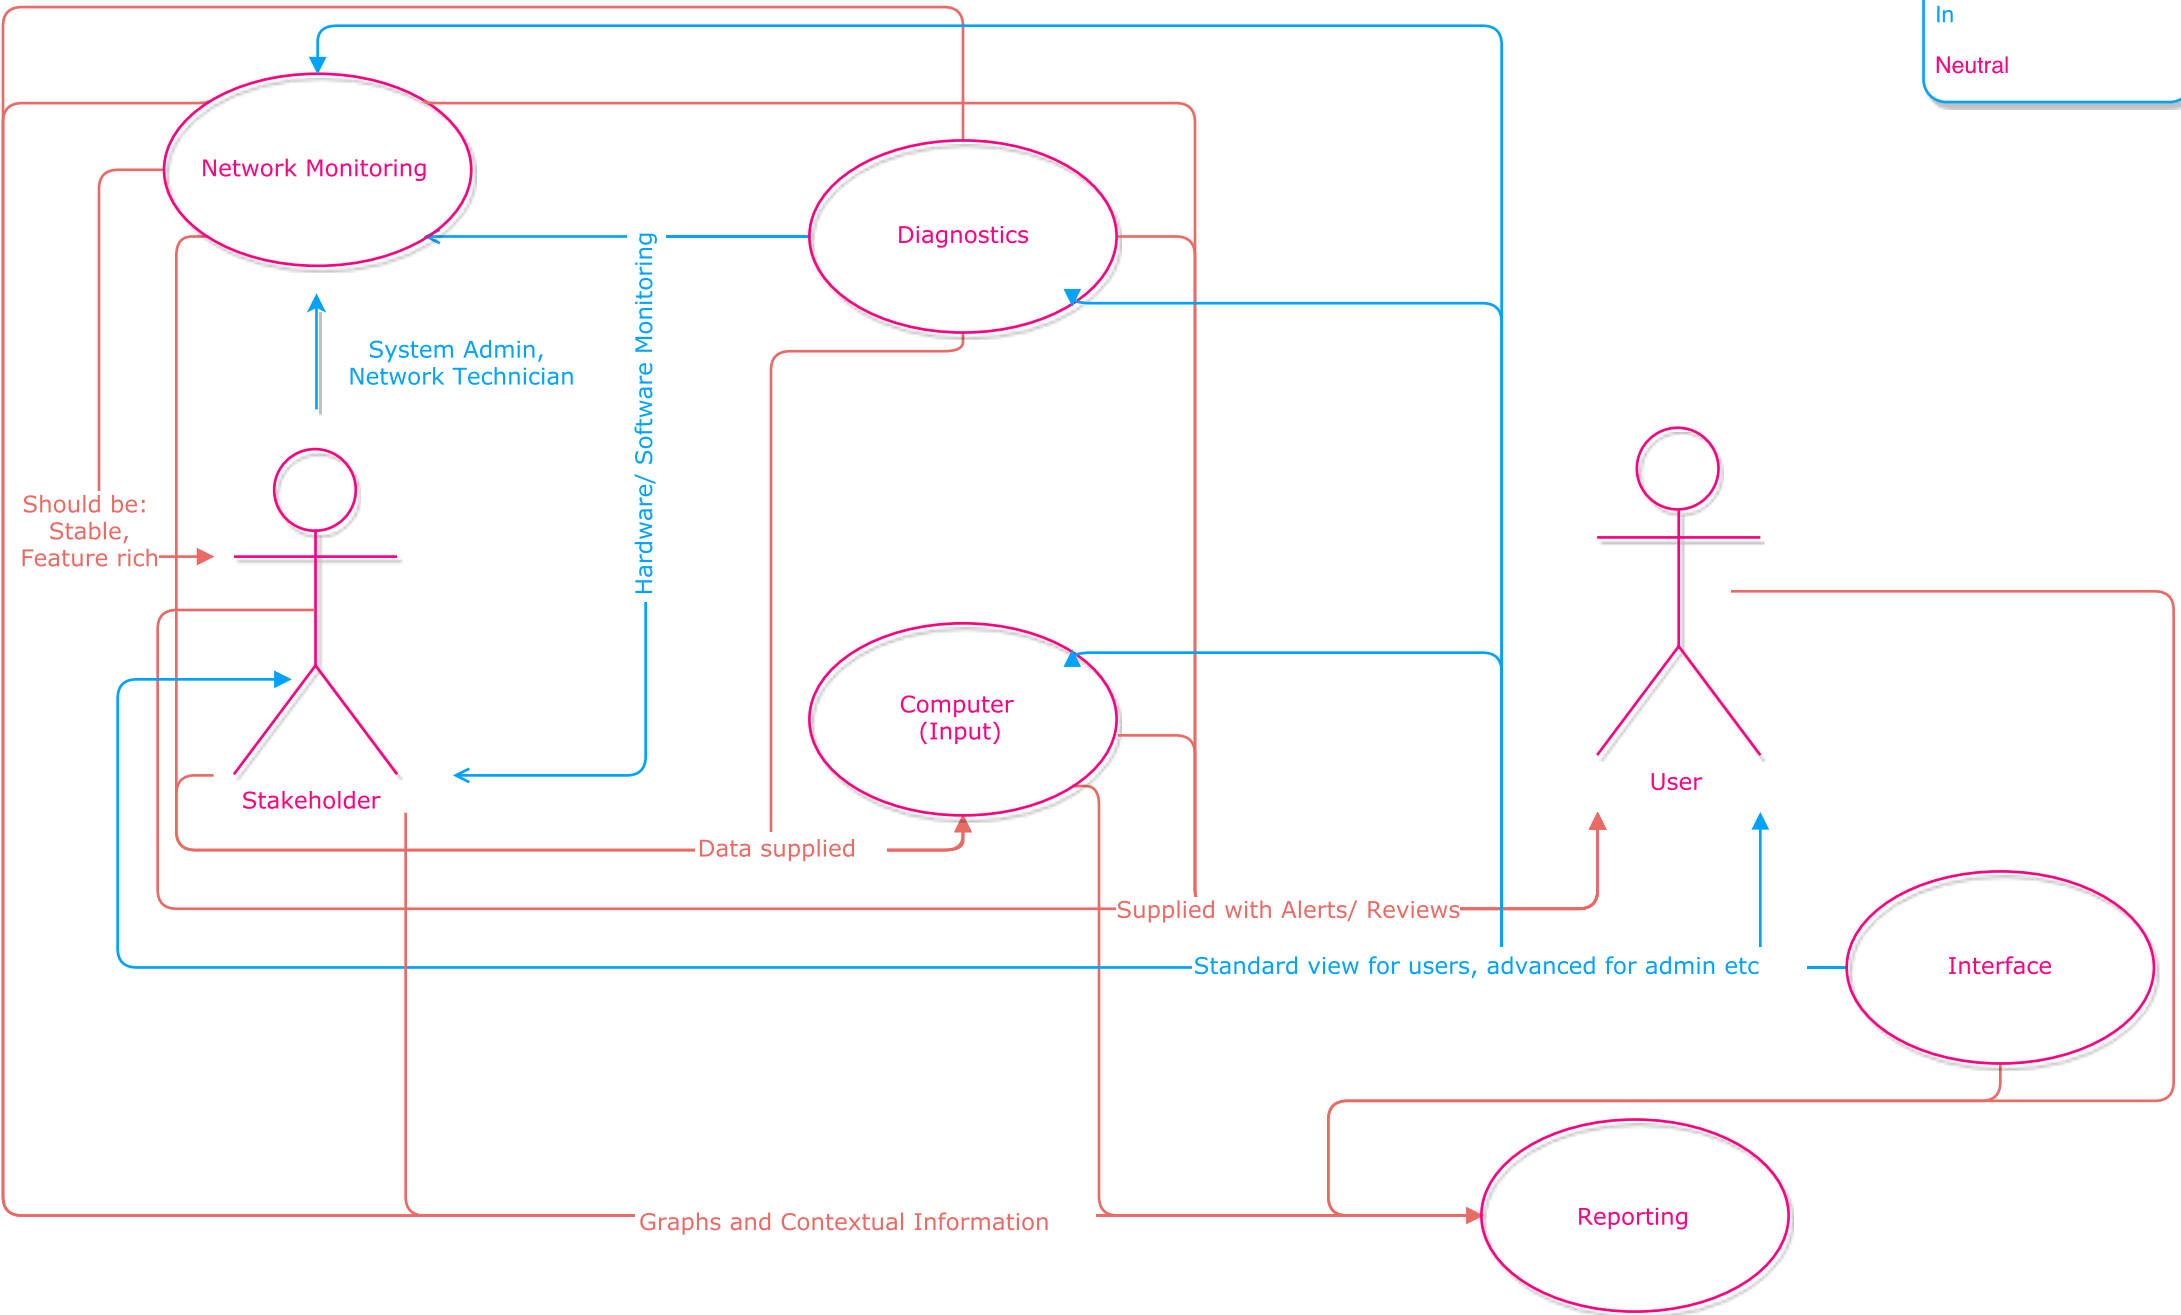 In
Neutral
Network Monitoring
Diagnostics
Hardware/ Software Monitoring
System Admin,
Network Technician
Should be:
Stable,
Feature rich
Computer
(Input)
User
Stakeholder
Data supplied
Supplied with Alerts/ Reviews
Standard view for users, advanced for admin etc
Interface
Graphs and Contextual Information
Reporting